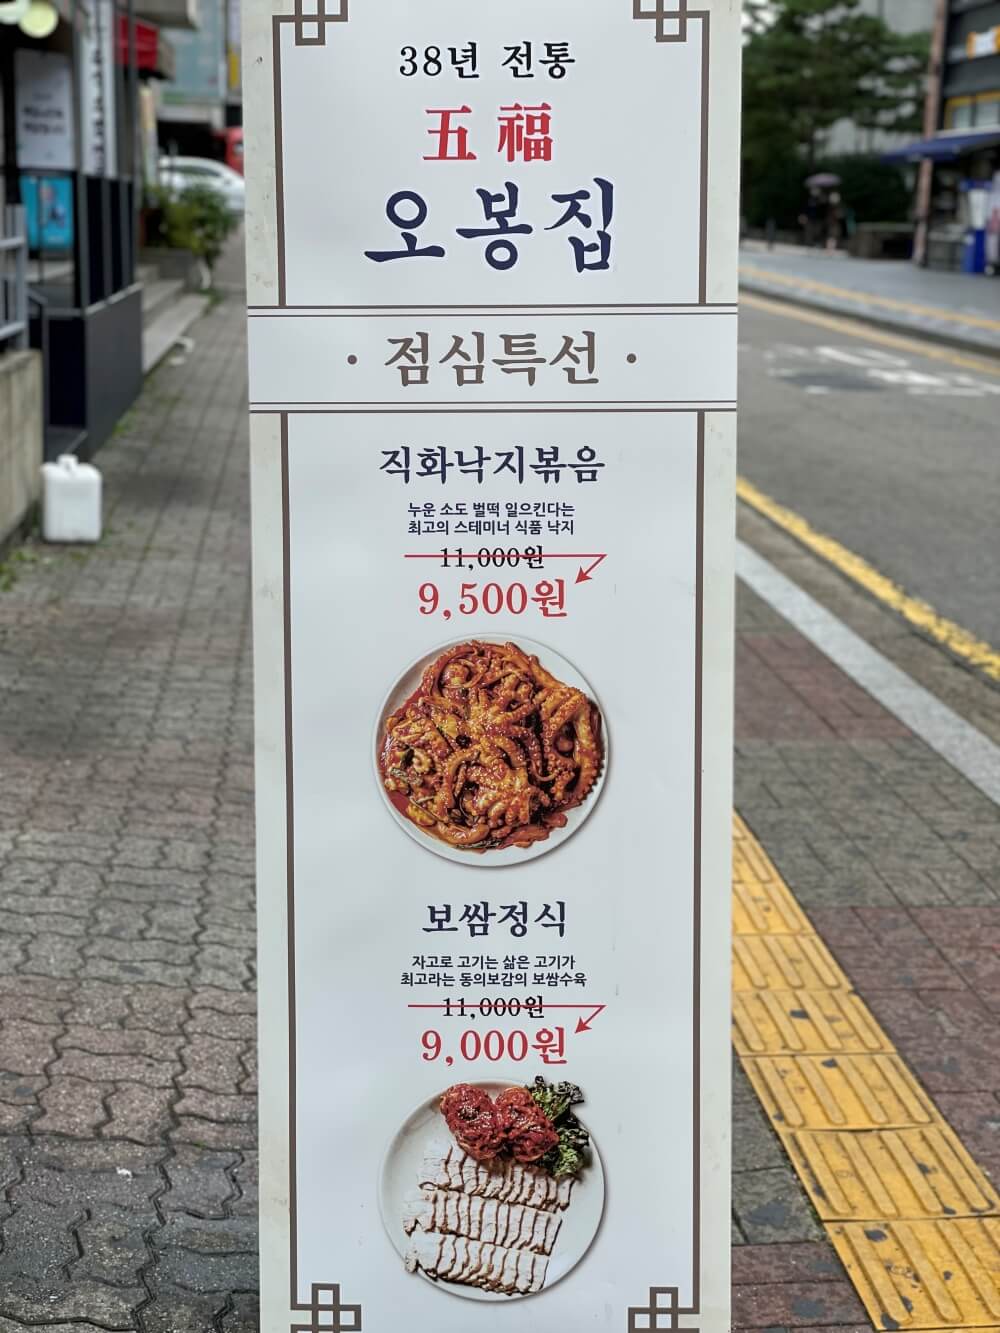 38년 전통
五福
오봉집
· 점심특선 ·
직화낙지볶음
누운 소도 벌떡 일으킨다는
최고의 스테미너 식품 낙지
11,000원
9,500원
보쌈정식
자고로 고기는 삶은 고기가
최고라는 동의보감의 보쌈수육
11,000원
9,000원